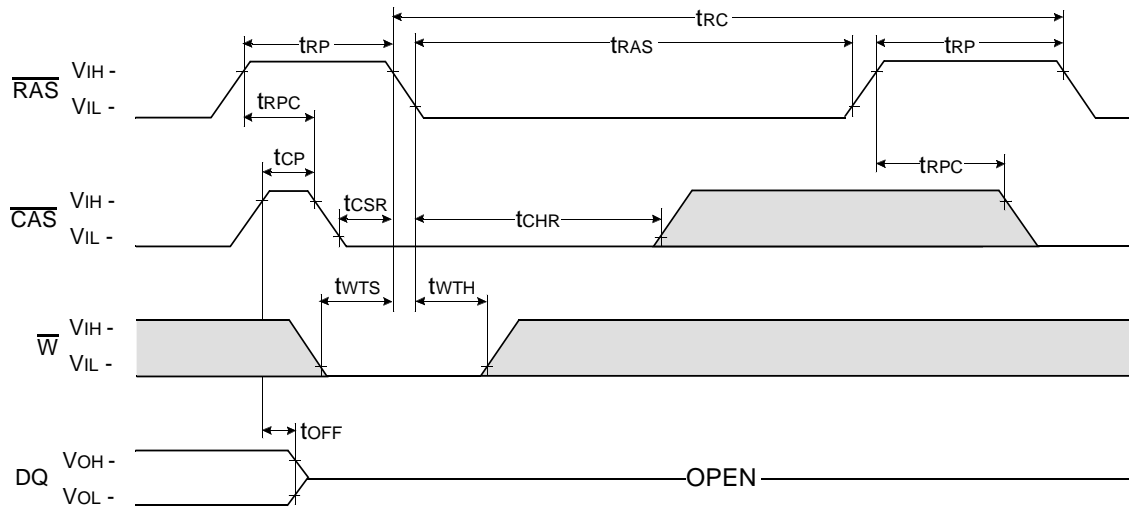 tRC
tRP
tRAS
tRP
RAS
VIH -
VIL -
tRPC
tCP
tRPC
CAS
VIH -
VIL -
tCSR
tCHR
tWTS
tWTH
W
VIH -
VIL -
tOFF
DQ
VOH -
VOL -
OPEN